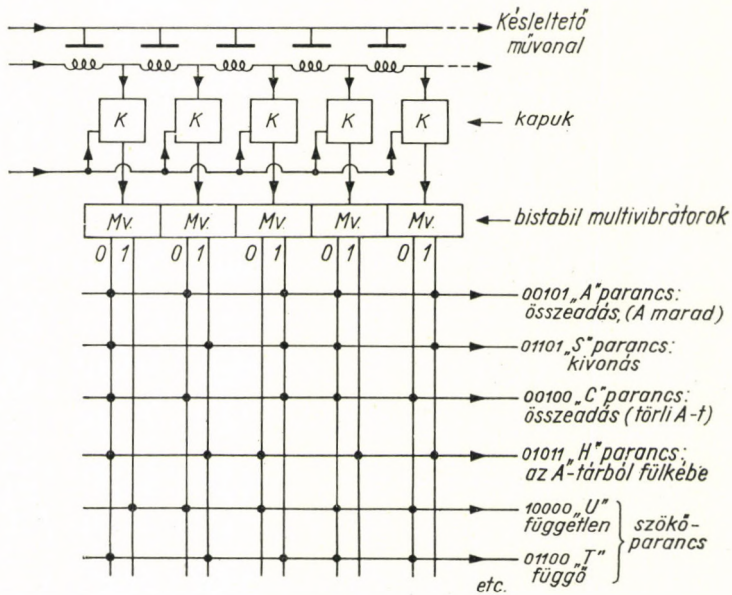 Késleltető
művonal
K K K K K
kapuk
Mv. Mv. Mv. Mv. Mv.
bistabil multivibrátorok
0 1 0 1 0 1 0 1 0 1
00101 „A" parancs:
összeadás, (A marad)
01101 „S" parancs:
kivonás
00100 „C" parancs:
összeadás (törli A-t)
01011 „H" parancs:
az A-tárból fülkébe
10000 „U"
független
szökő-
parancs
01100 „T"
függő
etc.